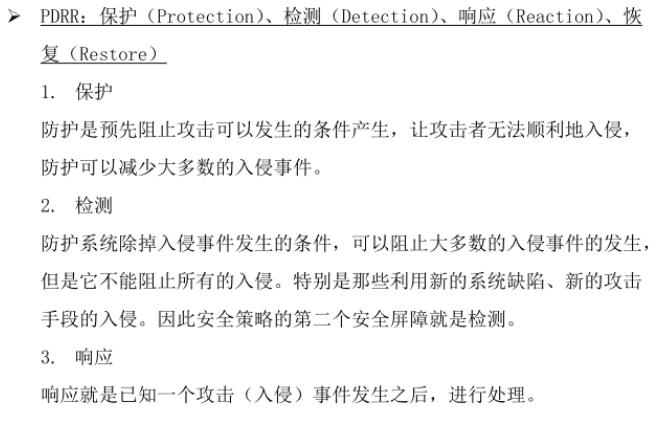 ➢ PDRR: 保护（Protection）、检测（Detection）、响应（Reaction）、恢
复（Restore）
1. 保护
防护是预先阻止攻击可以发生的条件产生，让攻击者无法顺利地入侵，
防护可以减少大多数的入侵事件。
2. 检测
防护系统除掉入侵事件发生的条件，可以阻止大多数的入侵事件的发生，
但是它不能阻止所有的入侵。特别是那些利用新的系统缺陷、新的攻击
手段的入侵。因此安全策略的第二个安全屏障就是检测。
3. 响应
响应就是已知一个攻击（入侵）事件发生之后，进行处理。